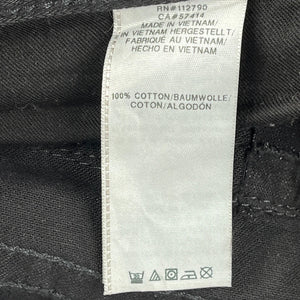 RN#112790
CA#57414
MADE IN VIETNAM/
IN VIETNAM HERGESTELLT/
FABRIQUÉ AU VIETNAM/
HECHO EN VIETNAM
100% COTTON/BAUMWOLLE/
COTON/ALGODÓN